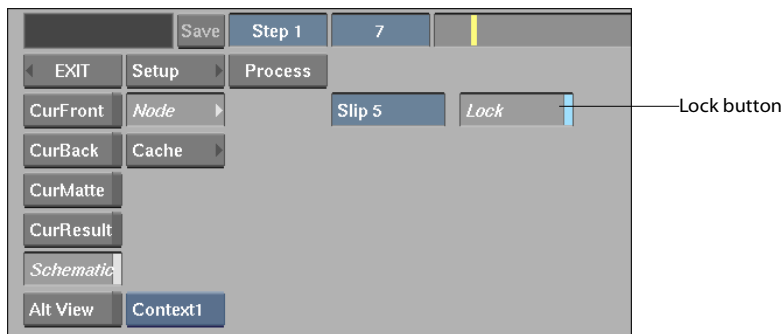 Save Step 1 7
EXIT Setup Process
CurFront Node Slip 5 Lock Lock button
CurBack Cache
CurMatte
CurResult
Schematic
Alt View Context1